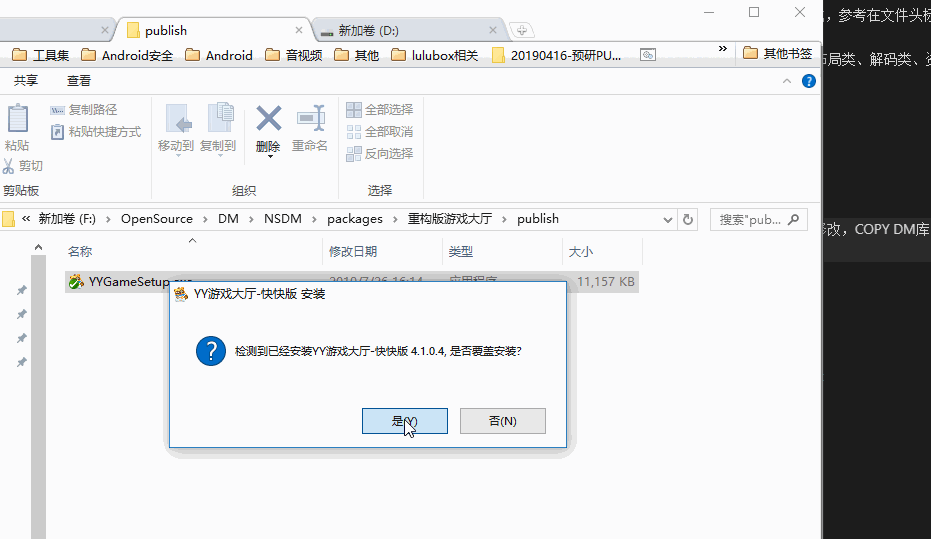 publish
新加卷 (D:)
，参考在文件头标
工具集 Android安全 Android 音视频 其他 lulubox相关 20190416-预研PU... » 其他书签
局类、解码类、资
共享 查看
复制路径
粘贴快捷方式
粘贴
剪切
剪贴板
移动到 复制到 删除 重命名
组织
全部选择
全部取消
反向选择
选择
« 新加卷 (F:) › OpenSource › DM › NSDM › packages › 重构版游戏大厅 › publish
搜索"pub...
改，COPY DM库
名称 修改日期 类型 大小
YYGameSetup.exe 2019/7/26 16:14 应用程序 11,157 KB
YY游戏大厅-快快版 安装
检测到已经安装YY游戏大厅-快快版 4.1.0.4, 是否覆盖安装?
是(Y) 否(N)